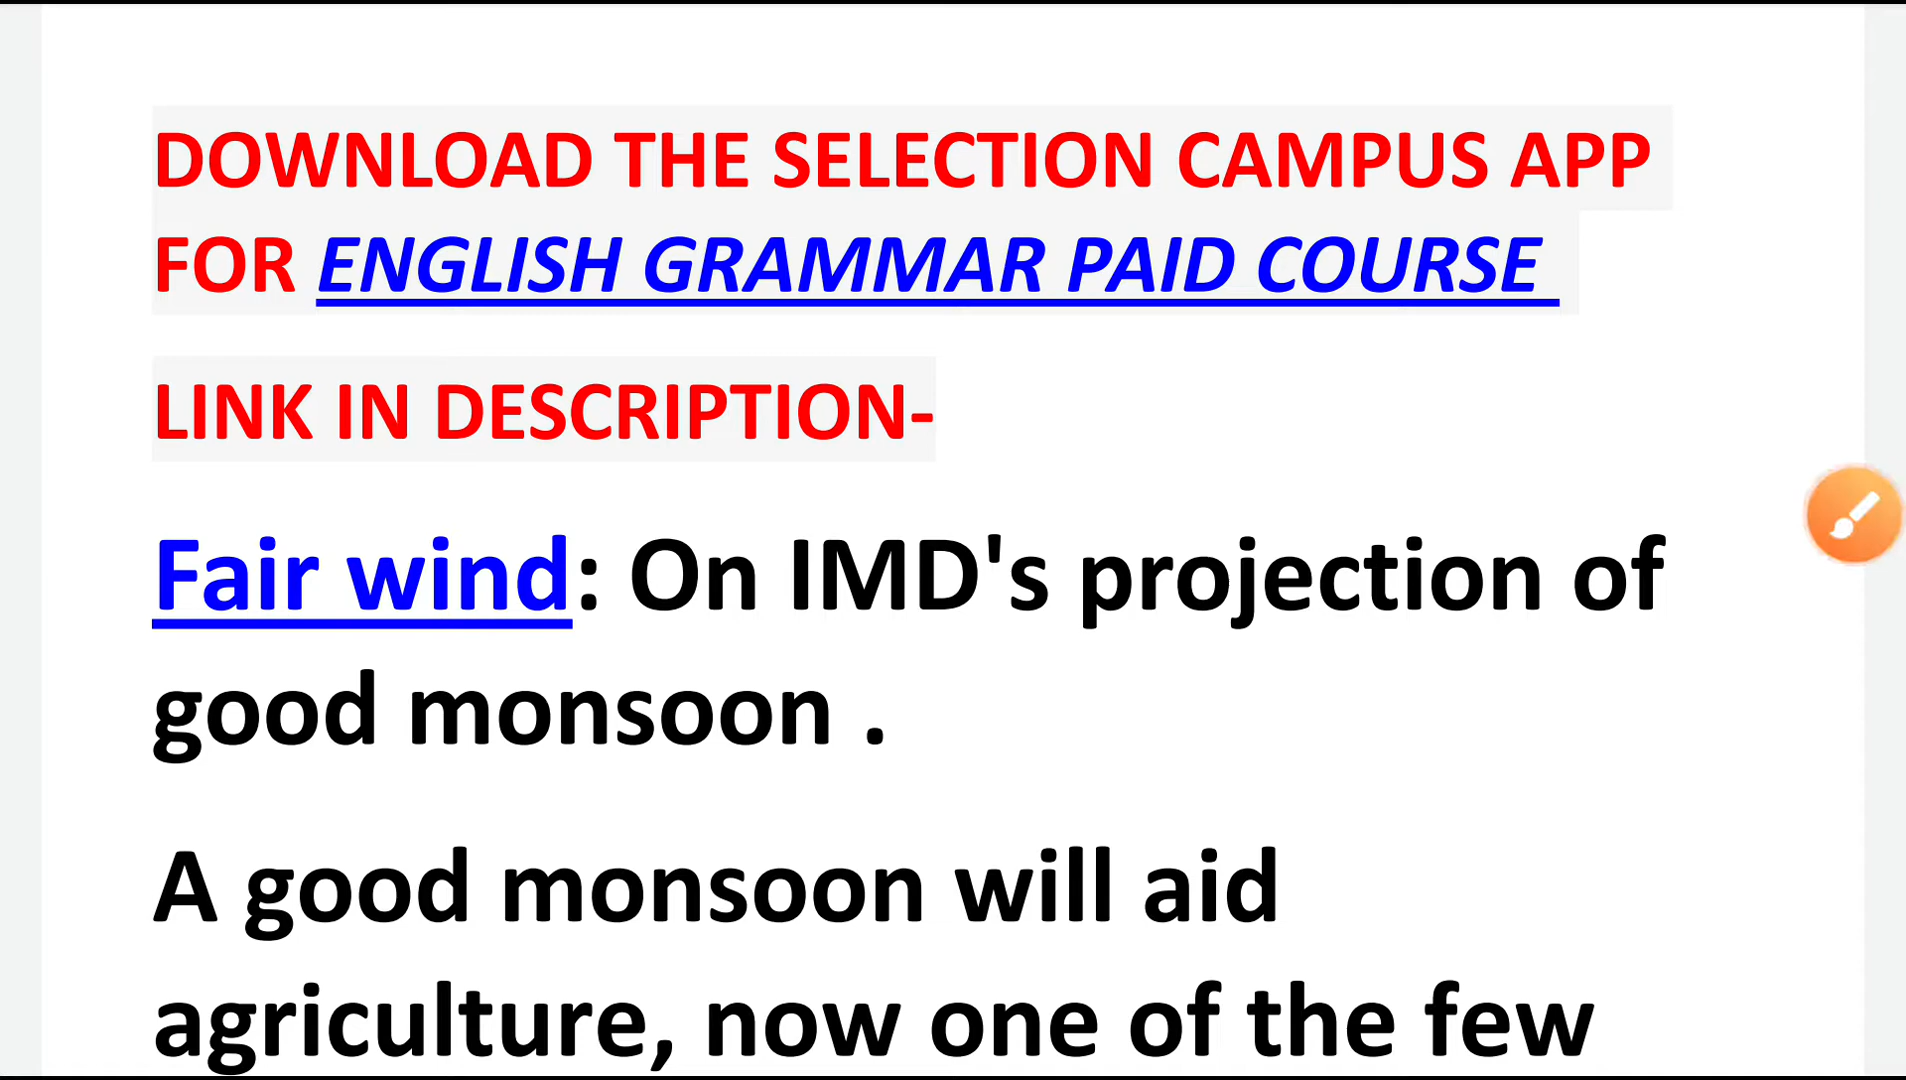 DOWNLOAD THE SELECTION CAMPUS APP
FOR ENGLISH GRAMMAR PAID COURSE
LINK IN DESCRIPTION-
Fair wind: On IMD's projection of
good monsoon .
A good monsoon will aid
agriculture, now one of the few